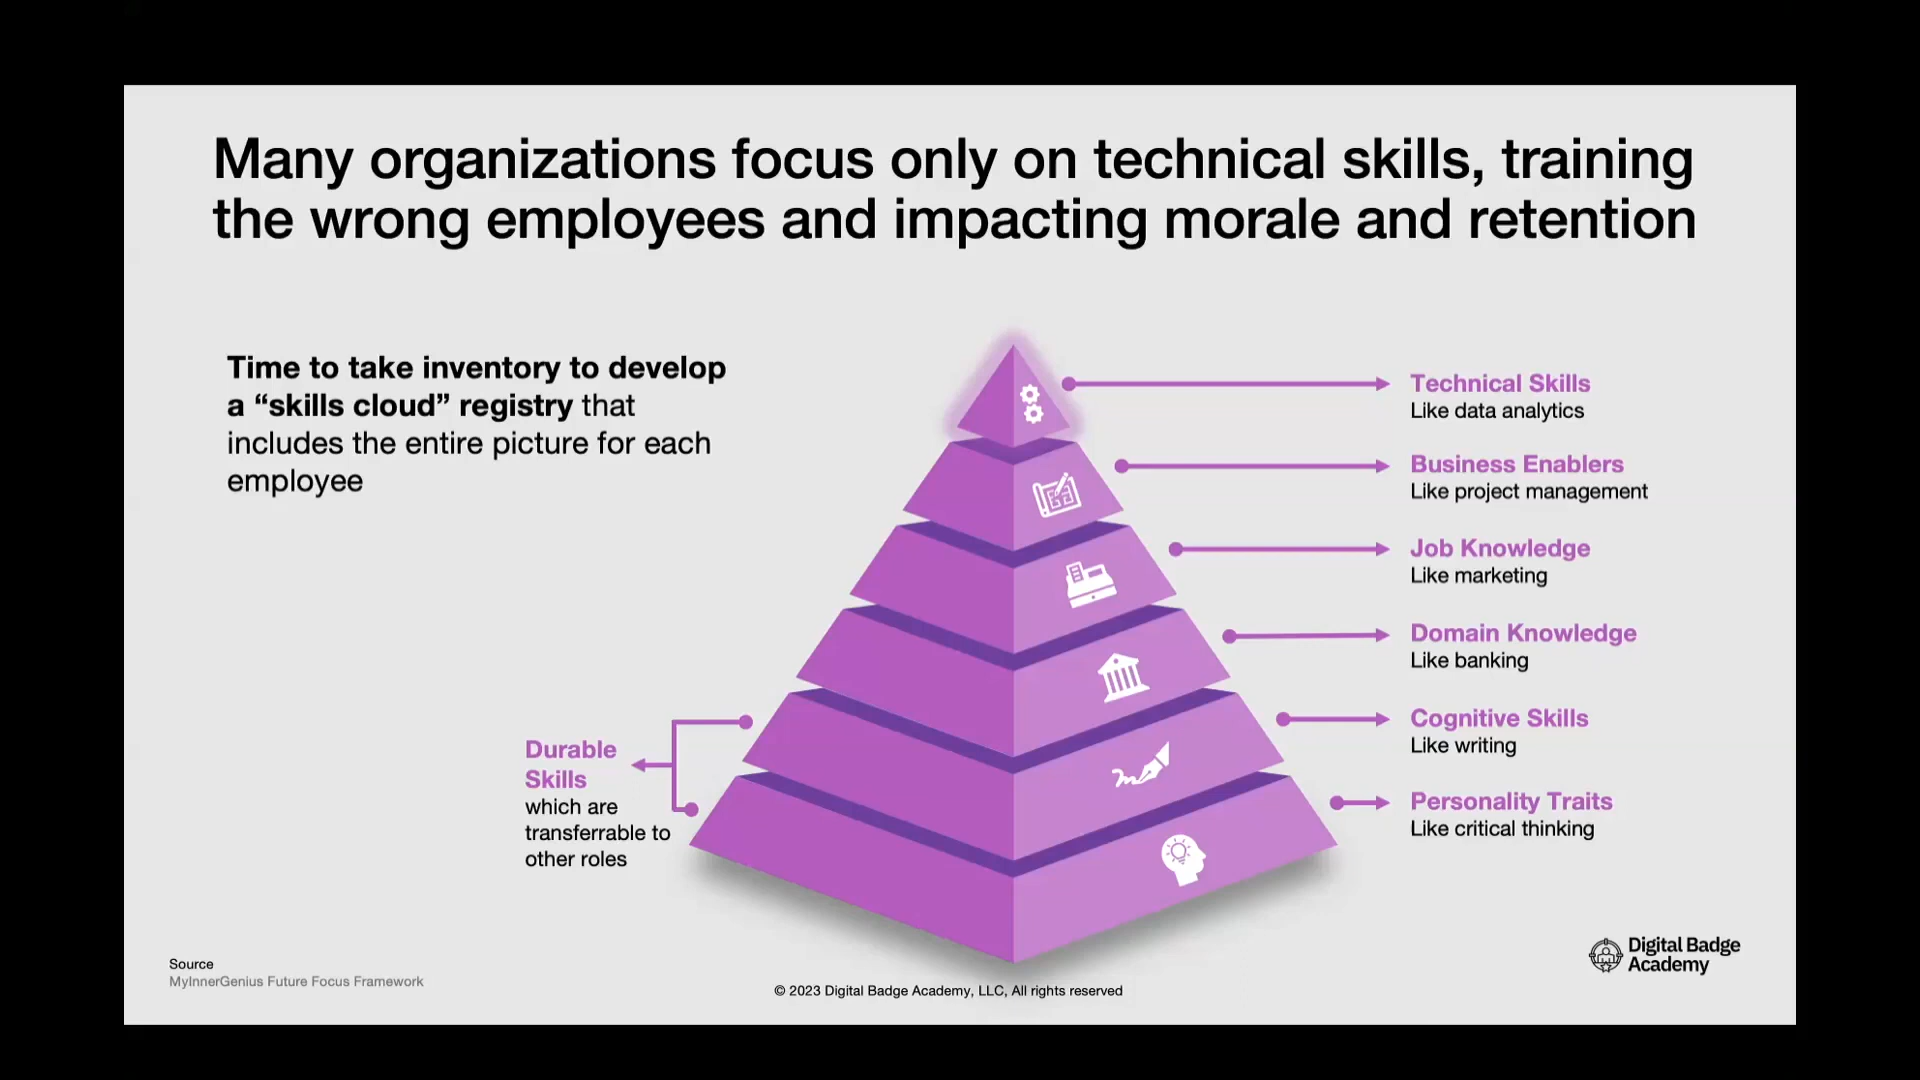 Many organizations focus only on technical skills, training
the wrong employees and impacting morale and retention
Time to take inventory to develop
a “skills cloud” registry that
includes the entire picture for each
employee
Technical Skills
Like data analytics
Business Enablers
Like project management
Job Knowledge
Like marketing
Domain Knowledge
Like banking
Cognitive Skills
Like writing
Personality Traits
Like critical thinking
Durable
Skills
which are
transferrable to
other roles
Source
MyInnerGenius Future Focus Framework
© 2023 Digital Badge Academy, LLC, All rights reserved
Digital Badge
Academy